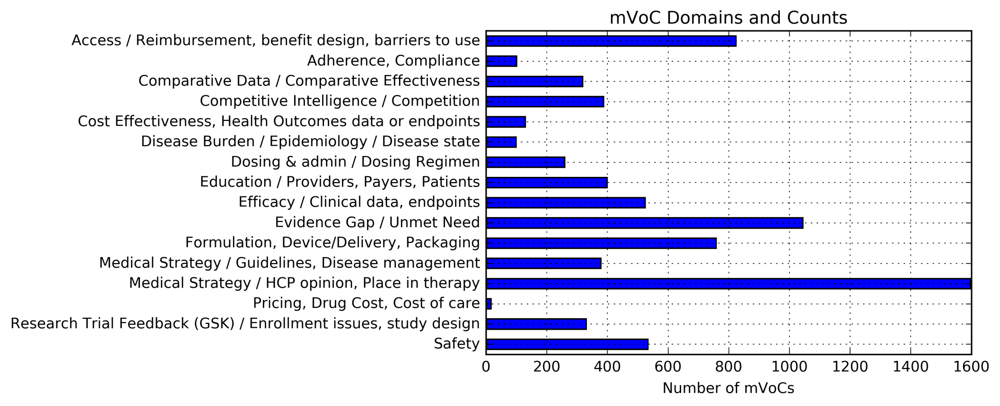 mVoC Domains and Counts
Access / Reimbursement, benefit design, barriers to use
Adherence, Compliance
Comparative Data / Comparative Effectiveness
Competitive Intelligence / Competition
Cost Effectiveness, Health Outcomes data or endpoints
Disease Burden / Epidemiology / Disease state
Dosing & admin / Dosing Regimen
Education / Providers, Payers, Patients
Efficacy / Clinical data, endpoints
Evidence Gap / Unmet Need
Formulation, Device/Delivery, Packaging
Medical Strategy / Guidelines, Disease management
Medical Strategy / HCP opinion, Place in therapy
Pricing, Drug Cost, Cost of care
Research Trial Feedback (GSK) / Enrollment issues, study design
Safety
0 200 400 600 800 1000 1200 1400 1600
Number of mVoCs